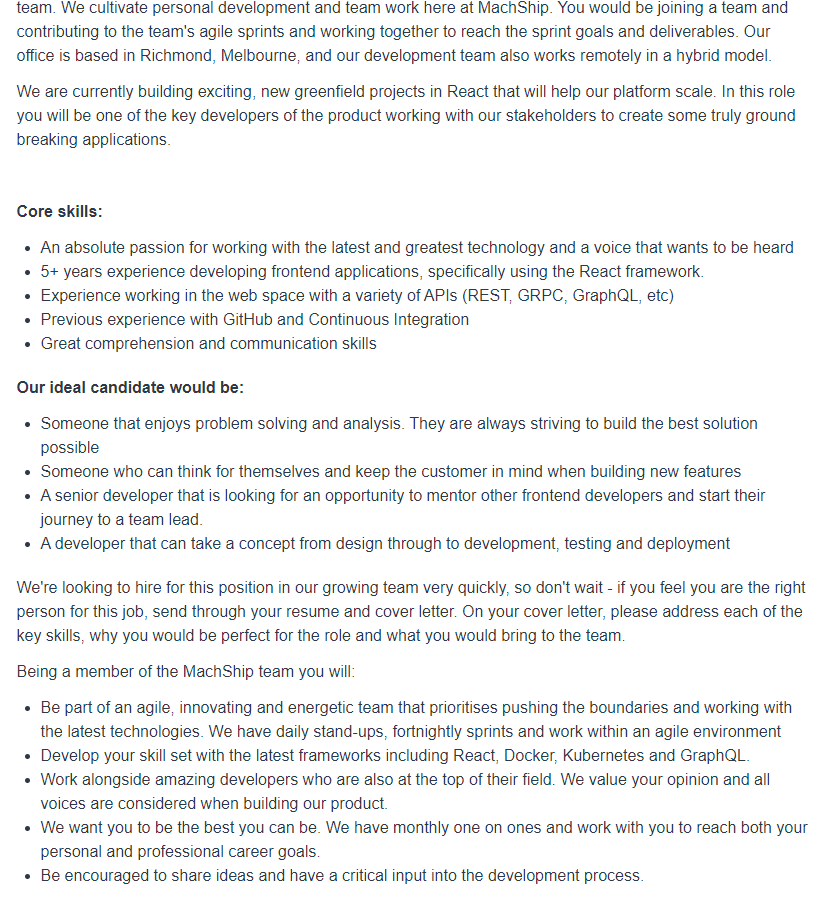 team. We cultivate personal development and team work here at MachShip. You would be joining a team and
contributing to the team's agile sprints and working together to reach the sprint goals and deliverables. Our
office is based in Richmond, Melbourne, and our development team also works remotely in a hybrid model.
We are currently building exciting, new greenfield projects in React that will help our platform scale. In this role
you will be one of the key developers of the product working with our stakeholders to create some truly ground
breaking applications.
Core skills:
• An absolute passion for working with the latest and greatest technology and a voice that wants to be heard
• 5+ years experience developing frontend applications, specifically using the React framework.
• Experience working in the web space with a variety of APIs (REST, GRPC, GraphQL, etc)
• Previous experience with GitHub and Continuous Integration
• Great comprehension and communication skills
Our ideal candidate would be:
• Someone that enjoys problem solving and analysis. They are always striving to build the best solution
possible
• Someone who can think for themselves and keep the customer in mind when building new features
• A senior developer that is looking for an opportunity to mentor other frontend developers and start their
journey to a team lead.
• A developer that can take a concept from design through to development, testing and deployment
We're looking to hire for this position in our growing team very quickly, so don't wait - if you feel you are the right
person for this job, send through your resume and cover letter. On your cover letter, please address each of the
key skills, why you would be perfect for the role and what you would bring to the team.
Being a member of the MachShip team you will:
• Be part of an agile, innovating and energetic team that prioritises pushing the boundaries and working with
the latest technologies. We have daily stand-ups, fortnightly sprints and work within an agile environment
• Develop your skill set with the latest frameworks including React, Docker, Kubernetes and GraphQL.
• Work alongside amazing developers who are also at the top of their field. We value your opinion and all
voices are considered when building our product.
• We want you to be the best you can be. We have monthly one on ones and work with you to reach both your
personal and professional career goals.
• Be encouraged to share ideas and have a critical input into the development process.